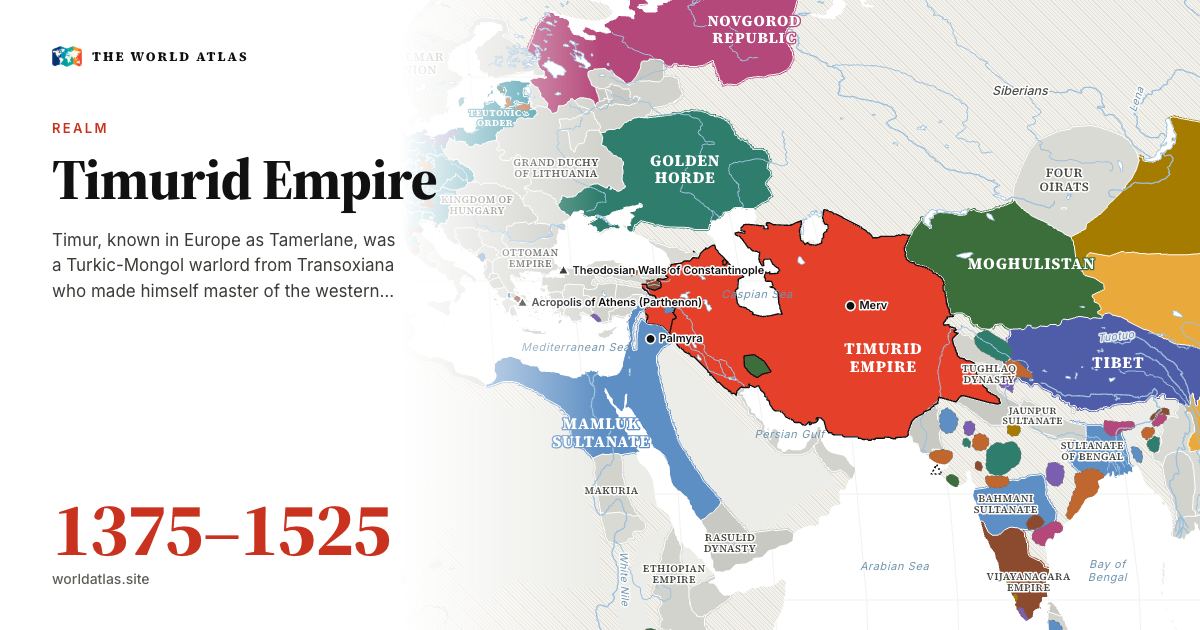 THE WORLD ATLAS
REALM
Timurid Empire
Timur, known in Europe as Tamerlane, was
a Turkic-Mongol warlord from Transoxiana
who made himself master of the western...
1375–1525
worldatlas.site
NOVGOROD
REPUBLIC
Siberians
Lena
TEUTONIC
ORDER
GRAND DUCHY
OF LITHUANIA
GOLDEN
HORDE
FOUR
OIRATS
KINGDOM OF
HUNGARY
OTTOMAN
EMPIRE
MOGHULISTAN
Theodosian Walls of Constantinople
Caspian Sea
Acropolis of Athens (Parthenon)
Merv
Palmyra
Mediterranean Sea
TIMURID
EMPIRE
Tuotuo
TIBET
TUGHLAQ
DYNASTY
JAUNPUR
SULTANATE
MAMLUK
SULTANATE
Persian Gulf
SULTANATE
OF BENGAL
MAKURIA
BAHMANI
SULTANATE
RASULID
DYNASTY
Arabian Sea
Bay of
Bengal
White Nile
ETHIOPIAN
EMPIRE
VIJAYANAGARA
EMPIRE